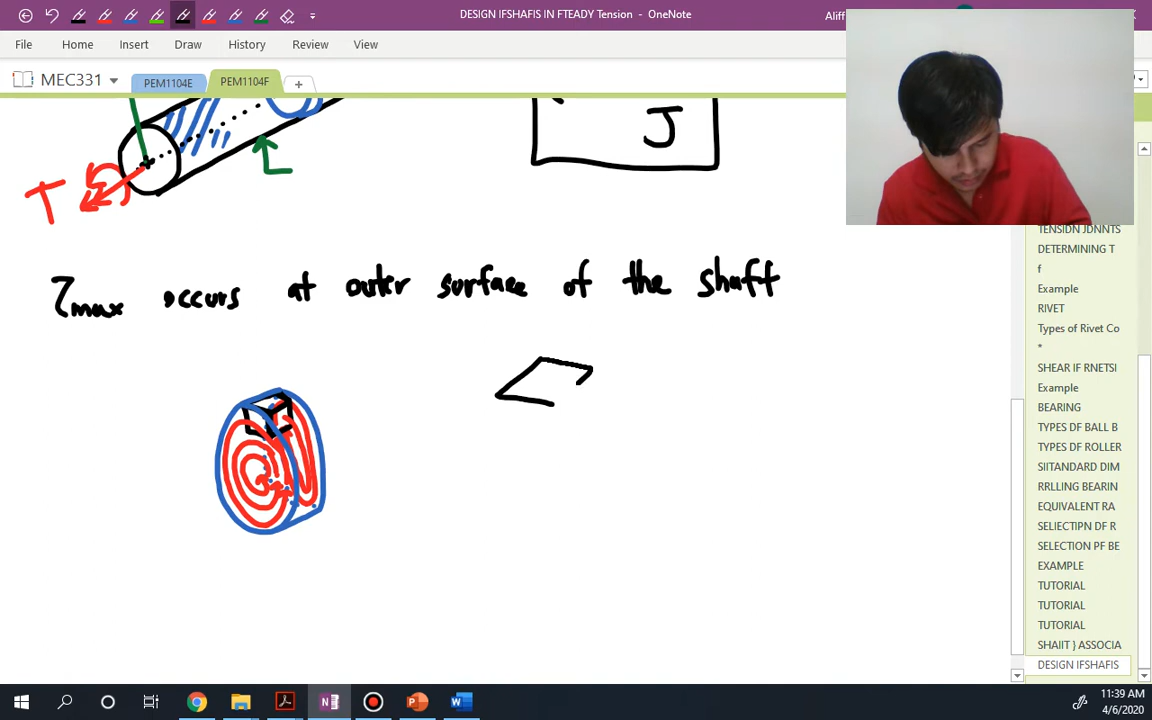 DESIGN IFSHAFIS IN FTEADY Tension - OneNote
Aliff
File Home Insert Draw History Review View
MEC331
PEM1104E
PEM1104F
J
L
T
τmax occurs at outer surface of the shaft
TENSIDN JDNNTS
DETERMINING T
f
Example
RIVET
Types of Rivet Co
*
SHEAR IF RNETSI
Example
BEARING
TYPES DF BALL B
TYPES DF ROLLER
SIITANDARD DIM
RRLLING BEARIN
EQUIVALENT RA
SELIECTIPN DF R
SELECTION PF BE
EXAMPLE
TUTORIAL
TUTORIAL
TUTORIAL
SHAIIT } ASSOCIA
DESIGN IFSHAFIS
11:39 AM
4/6/2020